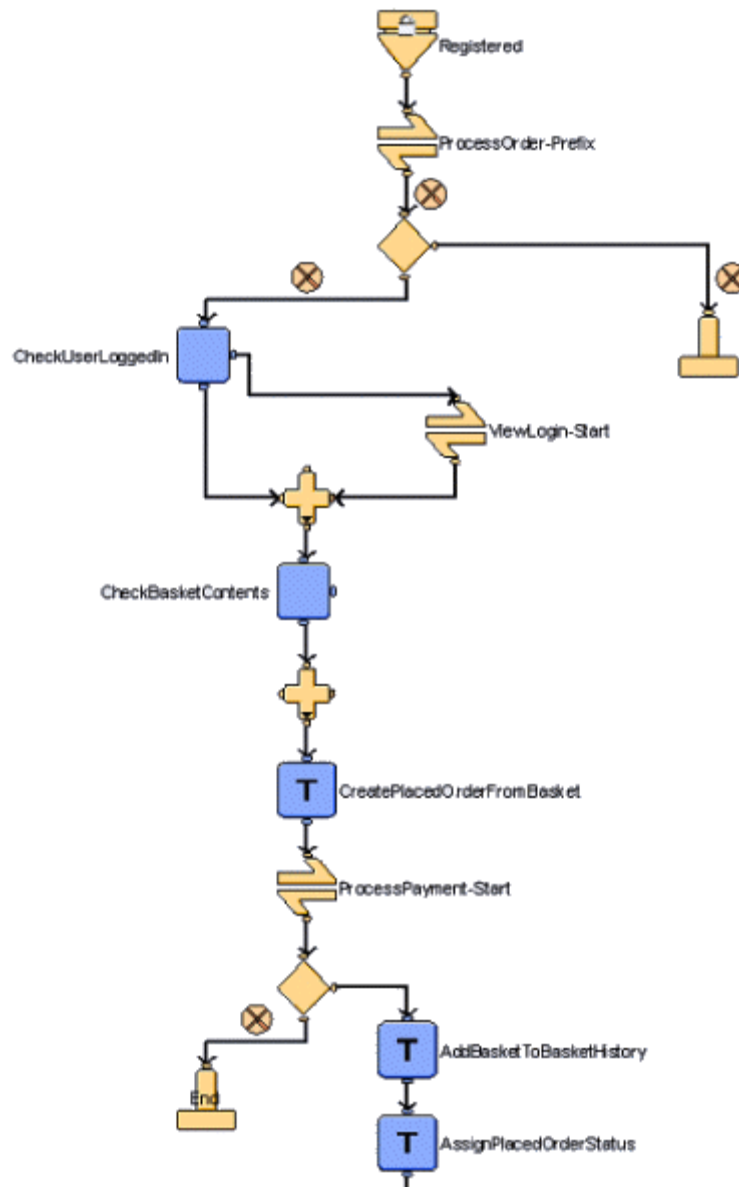 Registered
ProcessOrder-Prefix
CheckUserLoggedIn
ViewLogin-Start
CheckBasketContents
T
CreatePlacedOrderFromBasket
ProcessPayment-Start
T
AddBasketToBasketHistory
End
T
AssignPlacedOrderStatus